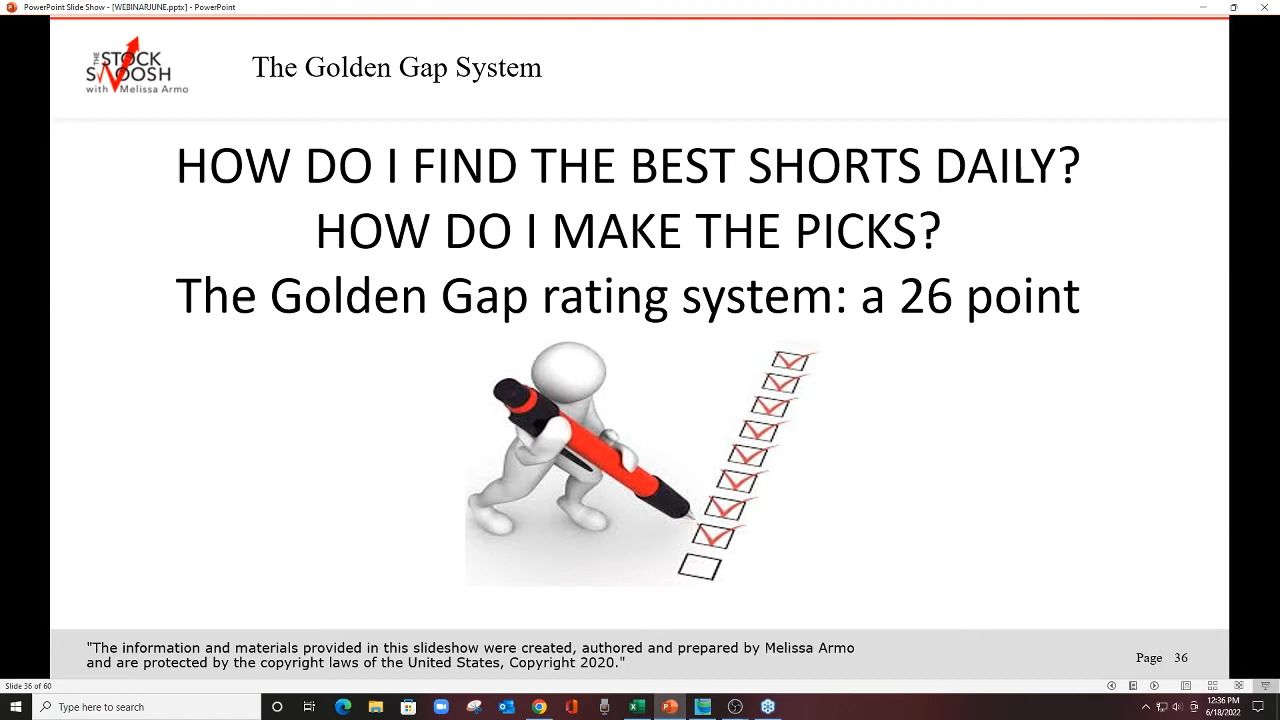 PowerPoint Slide Show - [WEBINARJUNE.pptx] - PowerPoint
THE
STOCK
SWOOSH
with Melissa Armo
The Golden Gap System
HOW DO I FIND THE BEST SHORTS DAILY?
HOW DO I MAKE THE PICKS?
The Golden Gap rating system: a 26 point
"The information and materials provided in this slideshow were created, authored and prepared by Melissa Armo
and are protected by the copyright laws of the United States, Copyright 2020."
Page 36
Slide 36 of 60
Type here to search
12:36 PM
6/18/2022